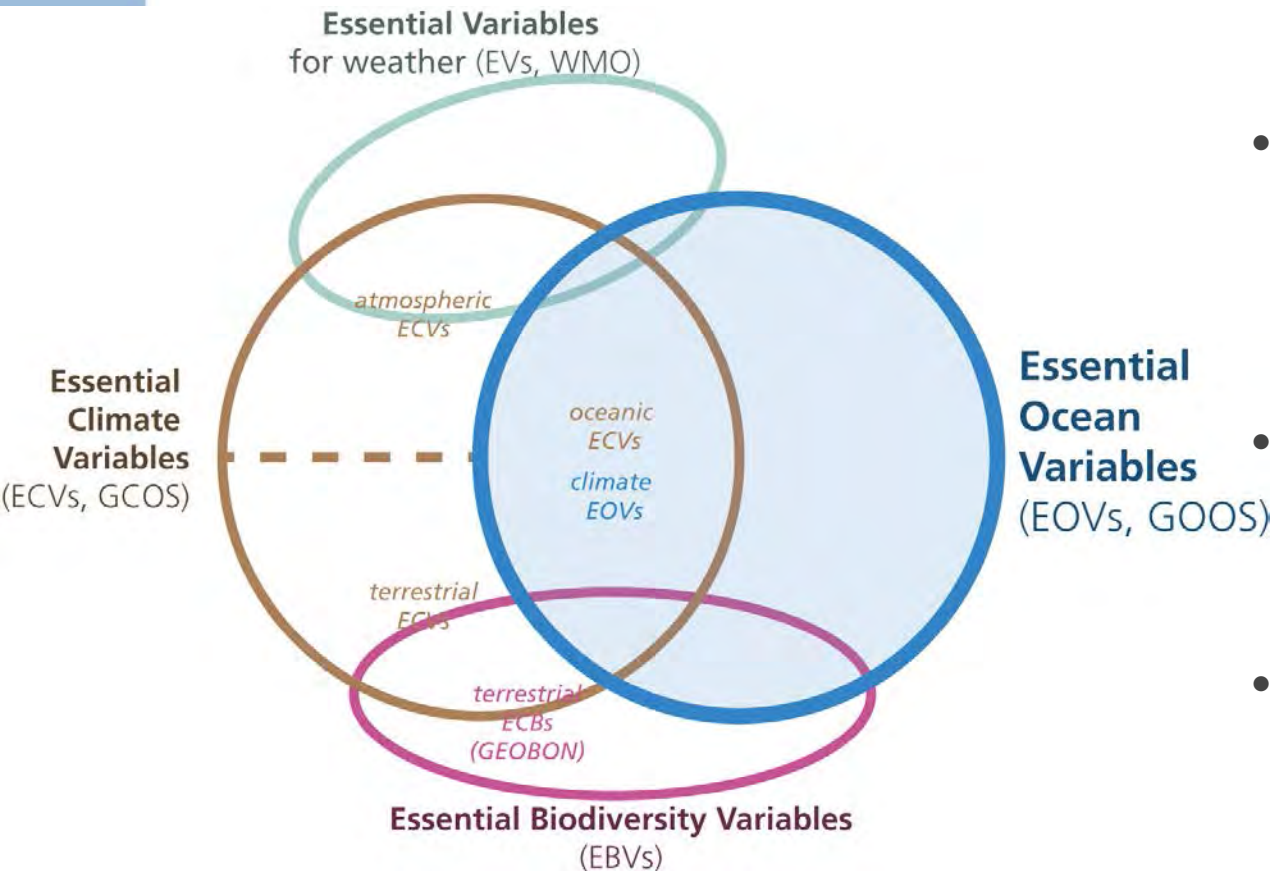 Essential Variables
for weather (EVs, WMO)
atmospheric
ECVs
Essential
Climate
Variables
(ECVs, GCOS)
oceanic
ECVs
climate
EOVs
Essential
Ocean
Variables
(EOVs, GOOS)
terrestrial
ECVs
terrestrial
ECBs
(GEOBON)
Essential Biodiversity Variables
(EBVs)